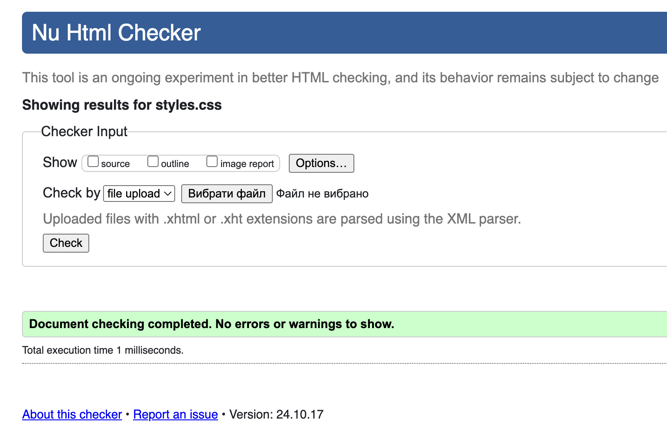 Nu Html Checker
This tool is an ongoing experiment in better HTML checking, and its behavior remains subject to change
Showing results for styles.css
Checker Input
Show source outline image report Options...
Check by file upload Вибрати файл Файл не вибрано
Uploaded files with .xhtml or .xht extensions are parsed using the XML parser.
Check
Document checking completed. No errors or warnings to show.
Total execution time 1 milliseconds.
About this checker • Report an issue • Version: 24.10.17